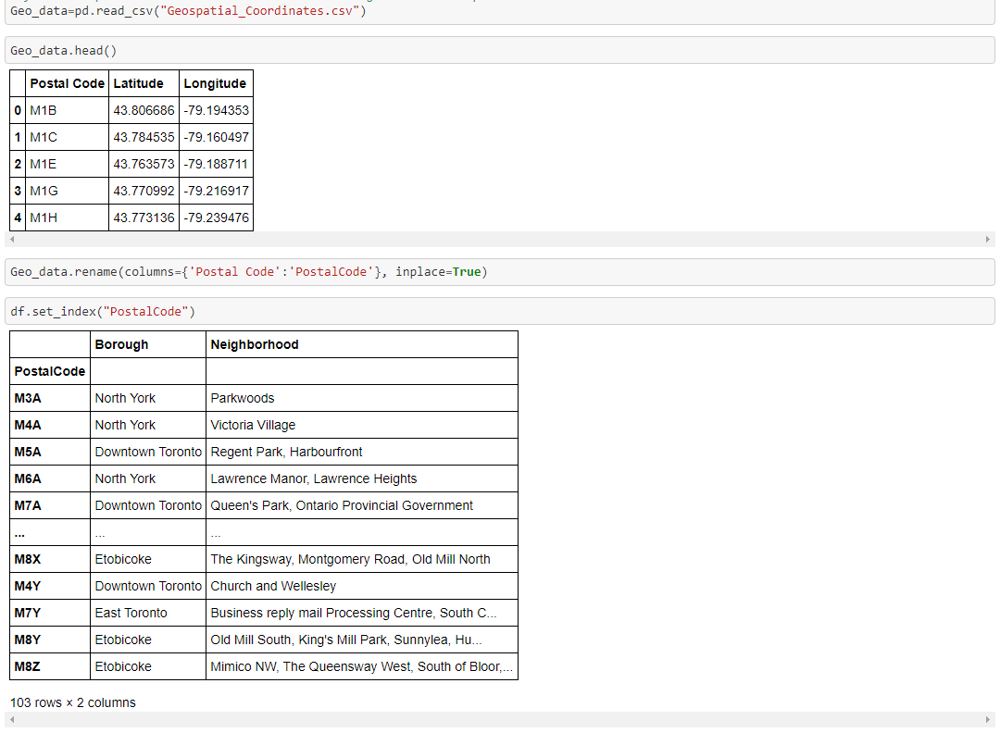 Geo_data=pd.read_csv("Geospatial_Coordinates.csv")
Geo_data.head()
Postal Code Latitude Longitude
0 M1B 43.806686 -79.194353
1 M1C 43.784535 -79.160497
2 M1E 43.763573 -79.188711
3 M1G 43.770992 -79.216917
4 M1H 43.773136 -79.239476
Geo_data.rename(columns={'Postal Code':'PostalCode'}, inplace=True)
df.set_index("PostalCode")
Borough Neighborhood
PostalCode
M3A North York Parkwoods
M4A North York Victoria Village
M5A Downtown Toronto Regent Park, Harbourfront
M6A North York Lawrence Manor, Lawrence Heights
M7A Downtown Toronto Queen's Park, Ontario Provincial Government
... ... ...
M8X Etobicoke The Kingsway, Montgomery Road, Old Mill North
M4Y Downtown Toronto Church and Wellesley
M7Y East Toronto Business reply mail Processing Centre, South C...
M8Y Etobicoke Old Mill South, King's Mill Park, Sunnylea, Hu...
M8Z Etobicoke Mimico NW, The Queensway West, South of Bloor,...
103 rows × 2 columns